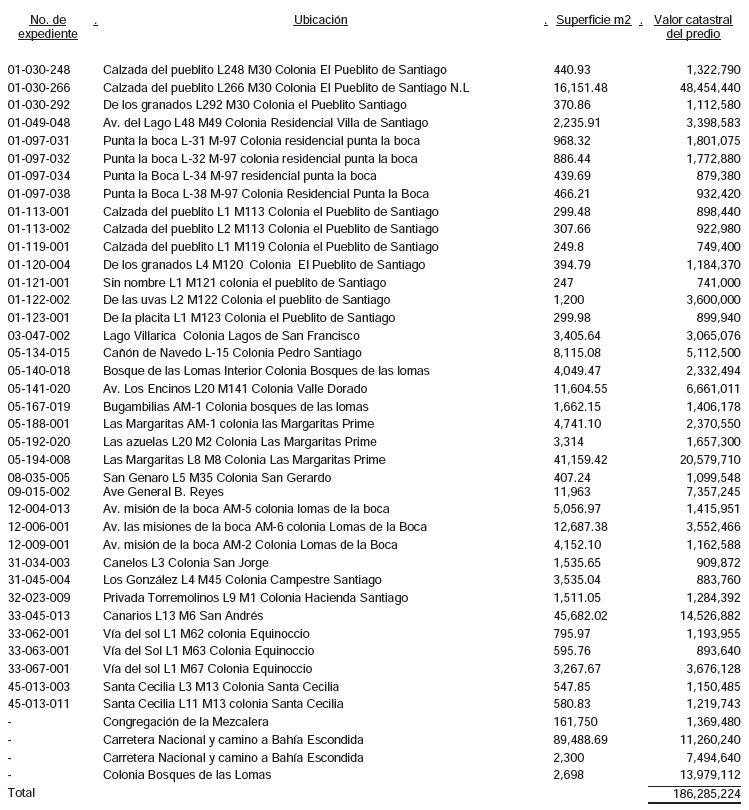 No. de . Ubicación . Superficie m2 . Valor catastral
expediente del predio
01-030-248 Calzada del pueblito L248 M30 Colonia El Pueblito de Santiago 440.93 1,322,790
01-030-266 Calzada del pueblito L266 M30 Colonia El Pueblito de Santiago N.L 16,151.48 48,454,440
01-030-292 De los granados L292 M30 Colonia el Pueblito Santiago 370.86 1,112,580
01-049-048 Av. del Lago L48 M49 Colonia Residencial Villa de Santiago 2,235.91 3,398,583
01-097-031 Punta la boca L-31 M-97 Colonia residencial punta la boca 968.32 1,801,075
01-097-032 Punta la boca L-32 M-97 colonia residencial punta la boca 886.44 1,772,880
01-097-034 Punta la Boca L-34 M-97 residencial punta la boca 439.69 879,380
01-097-038 Punta la Boca L-38 M-97 Colonia Residencial Punta la Boca 466.21 932,420
01-113-001 Calzada del pueblito L1 M113 Colonia el Pueblito de Santiago 299.48 898,440
01-113-002 Calzada del pueblito L2 M113 Colonia el Pueblito de Santiago 307.66 922,980
01-119-001 Calzada del pueblito L1 M119 Colonia el Pueblito de Santiago 249.8 749,400
01-120-004 De los granados L4 M120 Colonia El Pueblito de Santiago 394.79 1,184,370
01-121-001 Sin nombre L1 M121 colonia el pueblito de Santiago 247 741,000
01-122-002 De las uvas L2 M122 Colonia el pueblito de Santiago 1,200 3,600,000
01-123-001 De la placita L1 M123 Colonia el Pueblito de Santiago 299.98 899,940
03-047-002 Lago Villarica Colonia Lagos de San Francisco 3,405.64 3,065,076
05-134-015 Cañón de Navedo L-15 Colonia Pedro Santiago 8,115.08 5,112,500
05-140-018 Bosque de las Lomas Interior Colonia Bosques de las lomas 4,049.47 2,332,494
05-141-020 Av. Los Encinos L20 M141 Colonia Valle Dorado 11,604.55 6,661,011
05-167-019 Bugambilias AM-1 Colonia bosques de las lomas 1,662.15 1,406,178
05-188-001 Las Margaritas AM-1 colonia las Margaritas Prime 4,741.10 2,370,550
05-192-020 Las azuelas L20 M2 Colonia Las Margaritas Prime 3,314 1,657,300
05-194-008 Las Margaritas L8 M8 Colonia Las Margaritas Prime 41,159.42 20,579,710
08-035-005 San Genaro L5 M35 Colonia San Gerardo 407.24 1,099,548
09-015-002 Ave General B. Reyes 11,963 7,357,245
12-004-013 Av. misión de la boca AM-5 colonia lomas de la boca 5,056.97 1,415,951
12-006-001 Av. las misiones de la boca AM-6 colonia Lomas de la Boca 12,687.38 3,552,466
12-009-001 Av. misión de la boca AM-2 Colonia Lomas de la Boca 4,152.10 1,162,588
31-034-003 Canelos L3 Colonia San Jorge 1,535.65 909,872
31-045-004 Los González L4 M45 Colonia Campestre Santiago 3,535.04 883,760
32-023-009 Privada Torremolinos L9 M1 Colonia Hacienda Santiago 1,511.05 1,284,392
33-045-013 Canarios L13 M6 San Andrés 45,682.02 14,526,882
33-062-001 Vía del sol L1 M62 colonia Equinoccio 795.97 1,193,955
33-063-001 Vía del Sol L1 M63 Colonia Equinoccio 595.76 893,640
33-067-001 Vía del sol L1 M67 Colonia Equinoccio 3,267.67 3,676,128
45-013-003 Santa Cecilia L3 M13 Colonia Santa Cecilia 547.85 1,150,485
45-013-011 Santa Cecilia L11 M13 colonia Santa Cecilia 580.83 1,219,743
- Congregación de la Mezcalera 161,750 1,369,480
- Carretera Nacional y camino a Bahía Escondida 89,488.69 11,260,240
- Carretera Nacional y camino a Bahía Escondida 2,300 7,494,640
- Colonia Bosques de las Lomas 2,698 13,979,112
Total 186,285,224